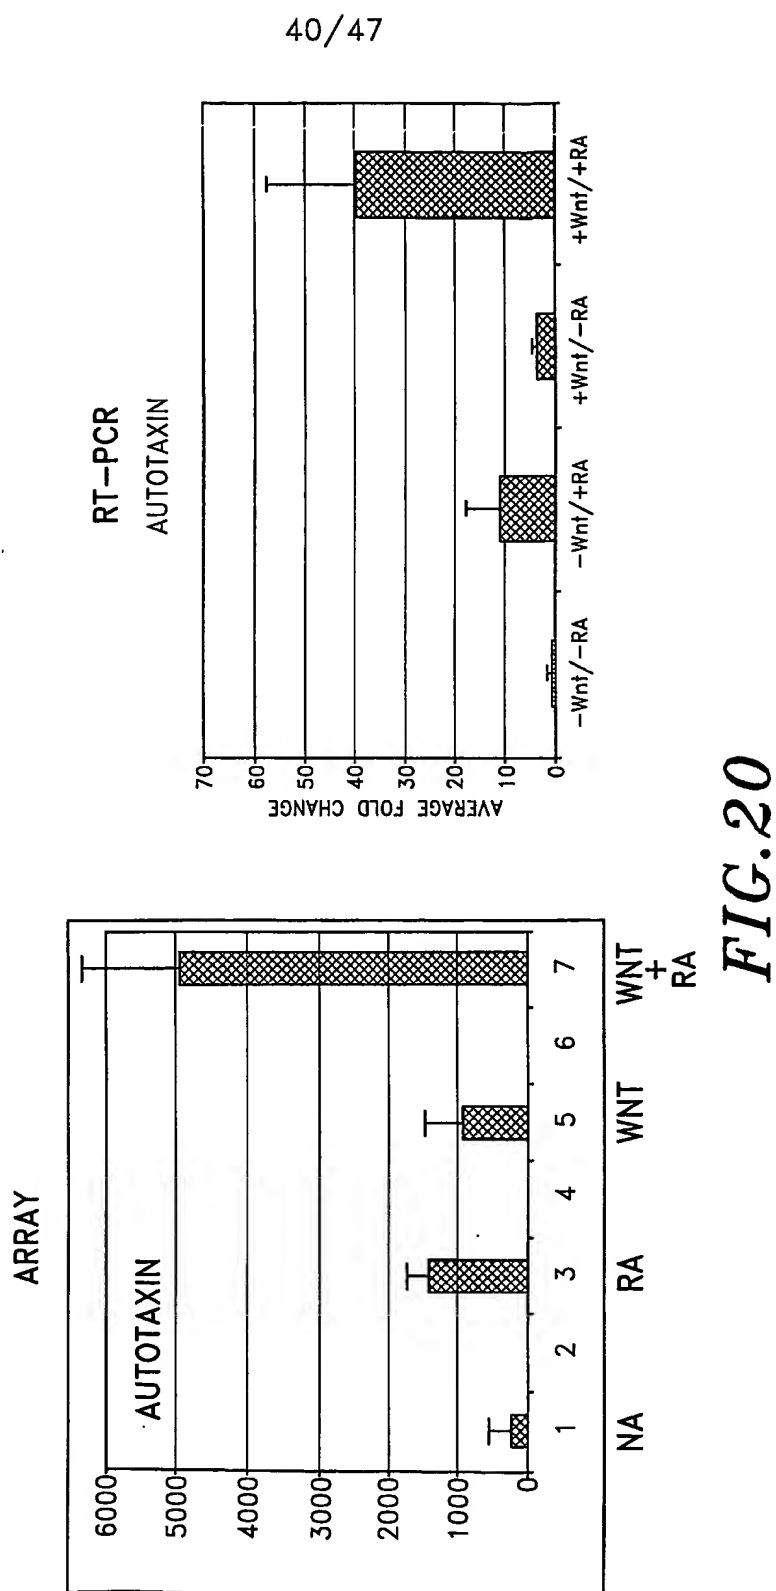 40/47
ARRAY
AUTOTAXIN
6000
5000
4000
3000
2000
1000
0
1 2 3 4 5 6 7
NA RA WNT WNT
+
RA
RT-PCR
AUTOTAXIN
AVERAGE FOLD CHANGE
70
60
50
40
30
20
10
0
-Wnt/-RA -Wnt/+RA +Wnt/-RA +Wnt/+RA
FIG.20